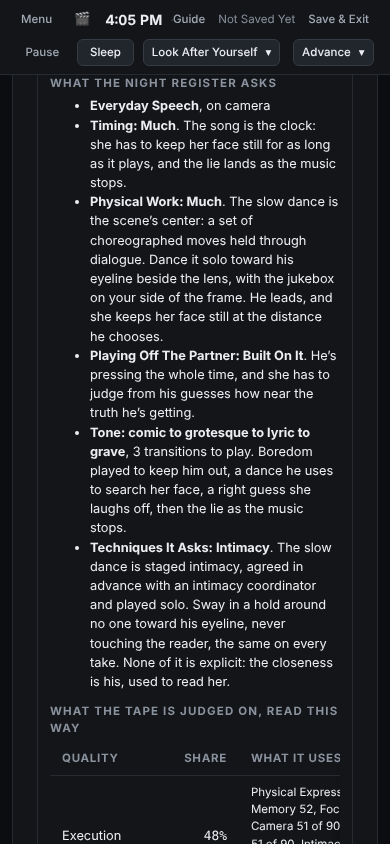 Menu 🎬 4:05 PM Guide Not Saved Yet Save & Exit
Pause Sleep Look After Yourself ▾ Advance ▾
WHAT THE NIGHT REGISTER ASKS
• Everyday Speech, on camera
• Timing: Much. The song is the clock:
she has to keep her face still for as long
as it plays, and the lie lands as the music
stops.
• Physical Work: Much. The slow dance is
the scene’s center: a set of
choreographed moves held through
dialogue. Dance it solo toward his
eyeline beside the lens, with the jukebox
on your side of the frame. He leads, and
she keeps her face still at the distance
he chooses.
• Playing Off The Partner: Built On It. He’s
pressing the whole time, and she has to
judge from his guesses how near the
truth he’s getting.
• Tone: comic to grotesque to lyric to
grave, 3 transitions to play. Boredom
played to keep him out, a dance he uses
to search her face, a right guess she
laughs off, then the lie as the music
stops.
• Techniques It Asks: Intimacy. The slow
dance is staged intimacy, agreed in
advance with an intimacy coordinator
and played solo. Sway in a hold around
no one toward his eyeline, never
touching the reader, the same on every
take. None of it is explicit: the closeness
is his, used to read her.
WHAT THE TAPE IS JUDGED ON, READ THIS
WAY
QUALITY SHARE WHAT IT USES
Physical Express
Memory 52, Foc
Camera 51 of 90
Execution 48%
51 of 90, Intimac